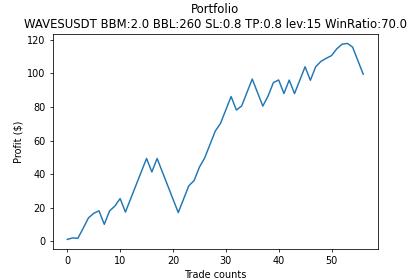 Portfolio
WAVESUSDT BBM:2.0 BBL:260 SL:0.8 TP:0.8 lev:15 WinRatio:70.0
120
100
80
60
40
20
0
Profit ($)
0 10 20 30 40 50
Trade counts